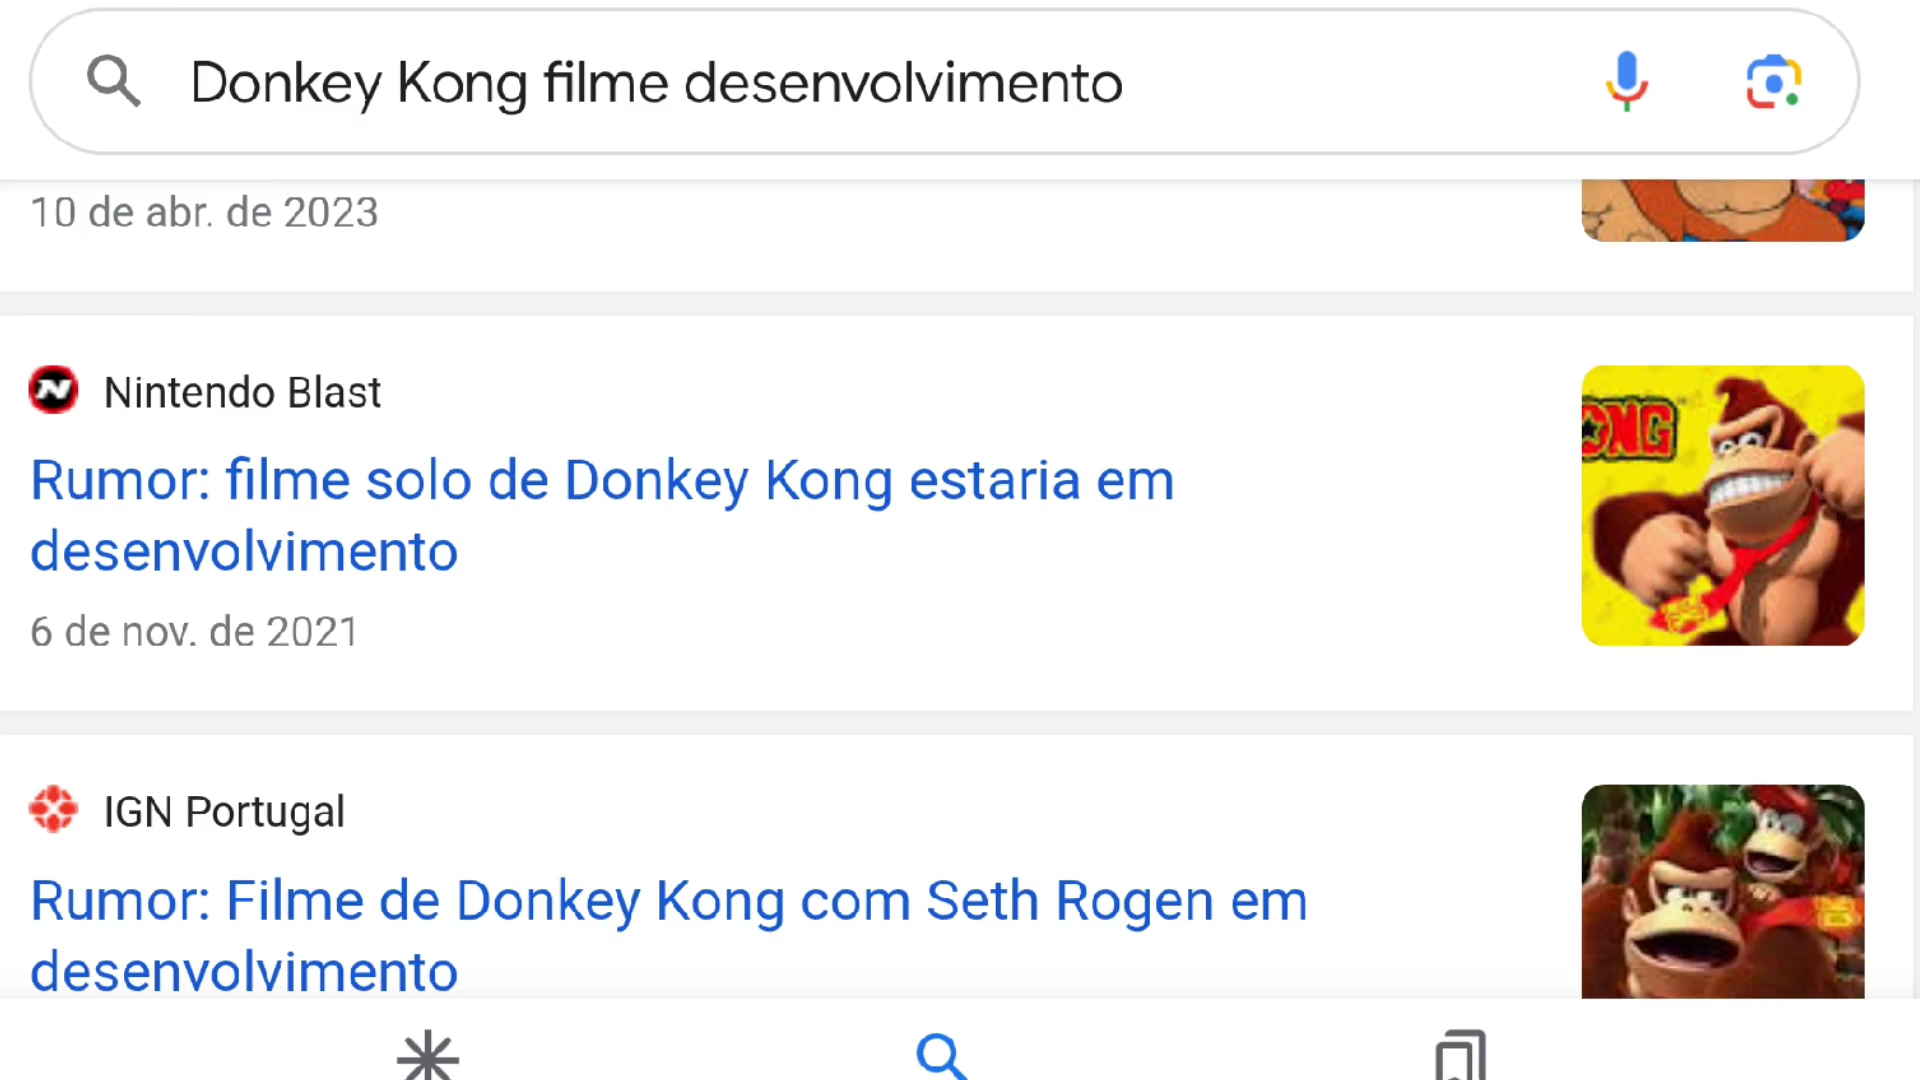 Donkey Kong filme desenvolvimento
10 de abr. de 2023
Nintendo Blast
Rumor: filme solo de Donkey Kong estaria em
desenvolvimento
6 de nov. de 2021
ONG
IGN Portugal
Rumor: Filme de Donkey Kong com Seth Rogen em
desenvolvimento